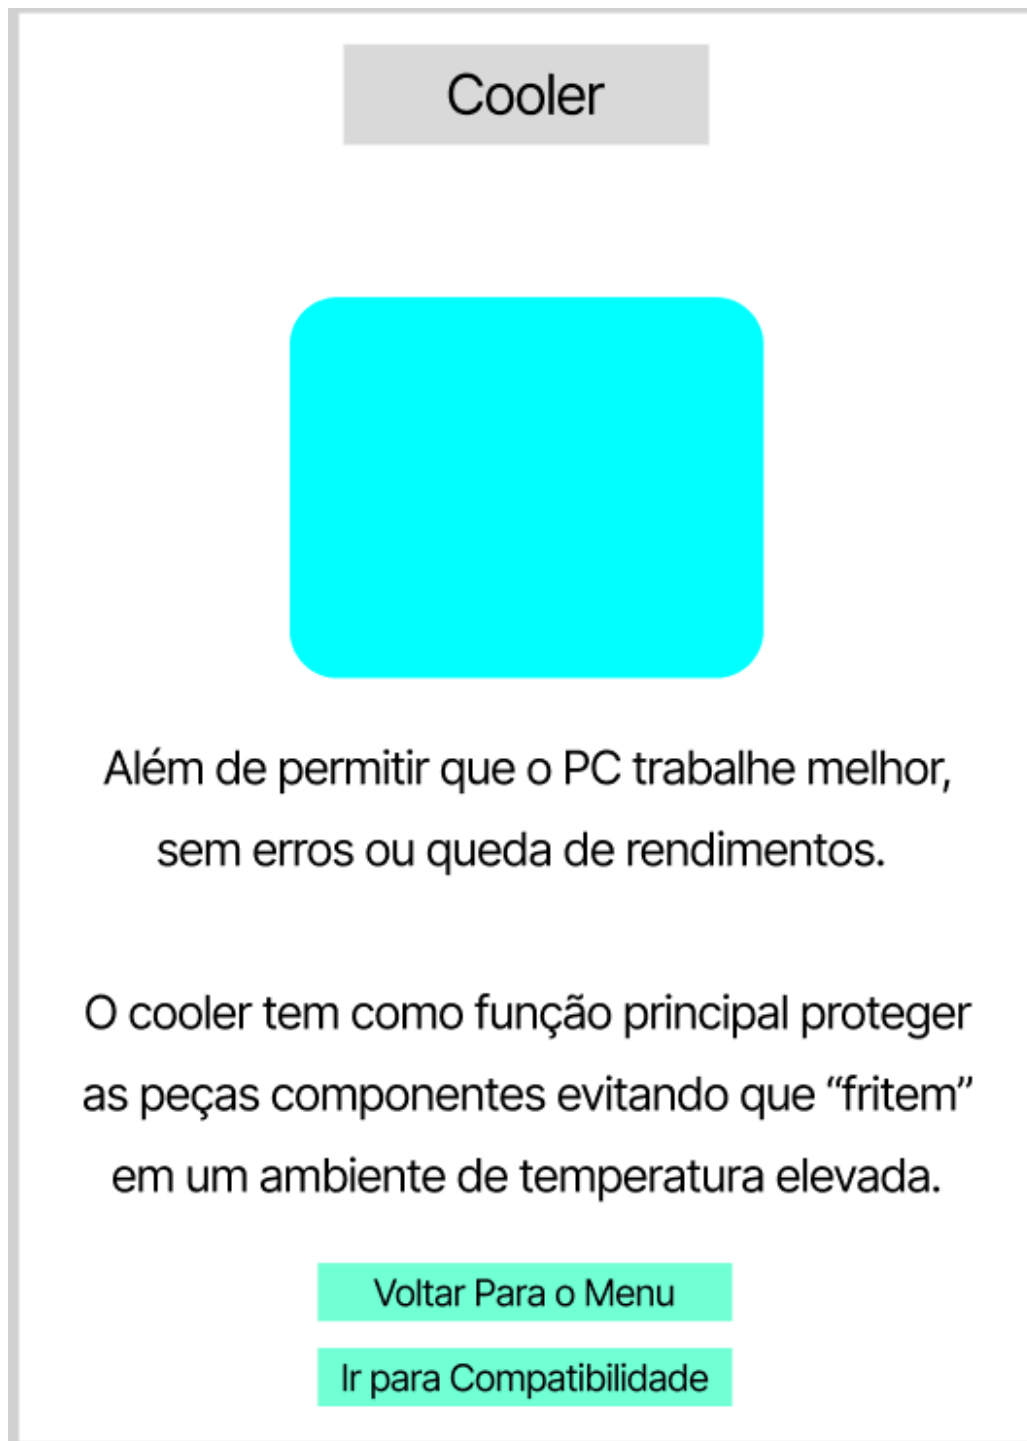 Cooler
Além de permitir que o PC trabalhe melhor,
sem erros ou queda de rendimentos.
O cooler tem como função principal proteger
as peças componentes evitando que “fritem”
em um ambiente de temperatura elevada.
Voltar Para o Menu
Ir para Compatibilidade